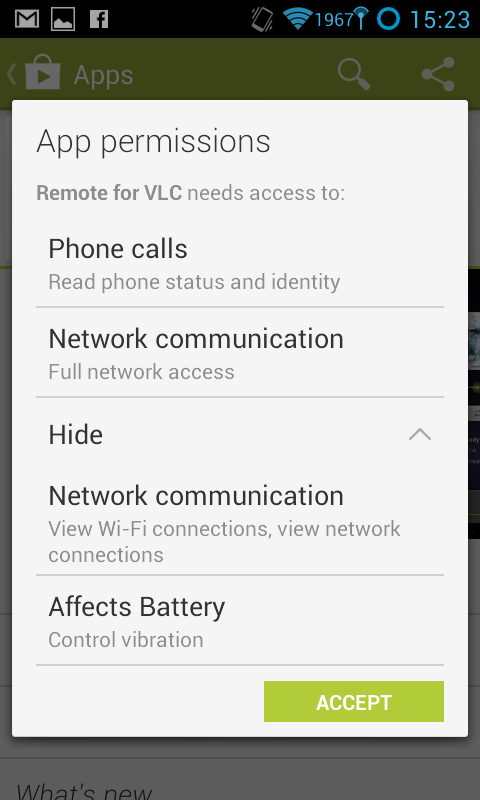 1967
15:23
Apps
App permissions
Remote for VLC needs access to:
Phone calls
Read phone status and identity
Network communication
Full network access
Hide
Network communication
View Wi-Fi connections, view network
connections
Affects Battery
Control vibration
ACCEPT
What's new